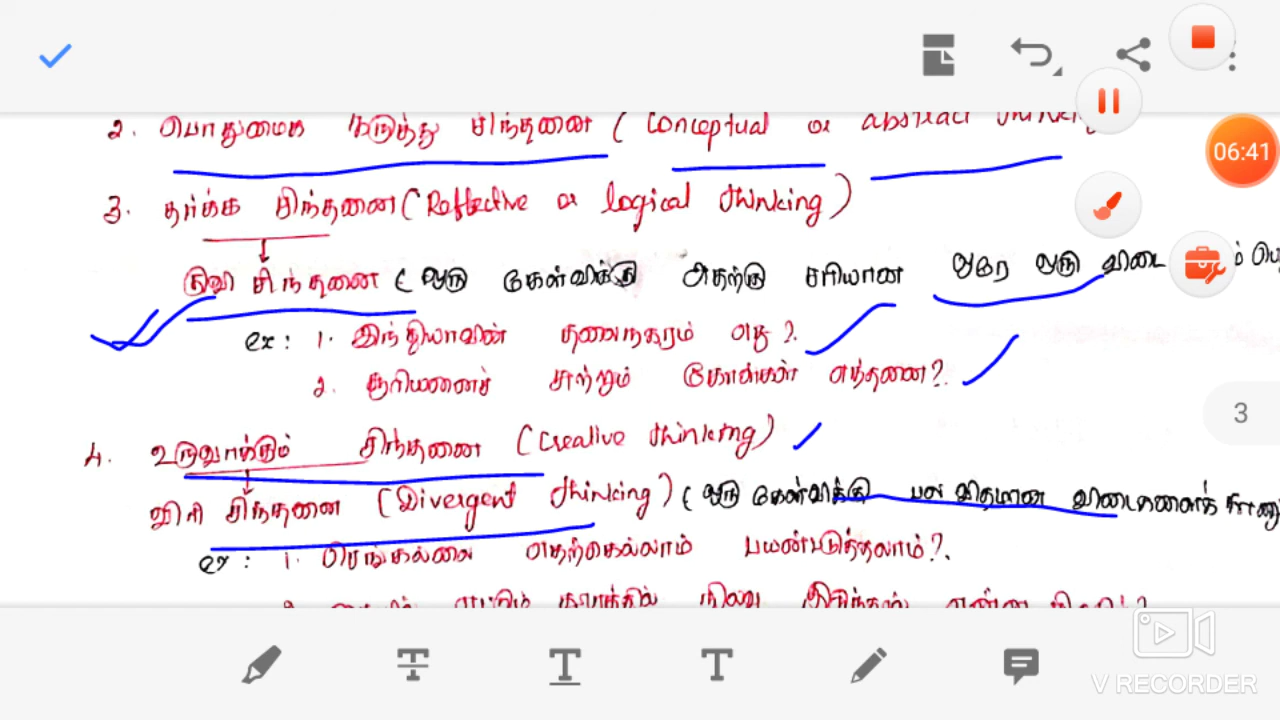 2. பொதுமைக் கருத்து சிந்தனை (Conceptual or abstract thinking
3. தர்க்க சிந்தனை (Reflective or logical thinking)
06:41
குவி சிந்தனை (ஒரு கேள்விக்கு அதற்கு சரியான ஒரே ஒரு விடை
ex: 1. இந்தியாவின் தலைநகரம் எது?
2. சூரியனைச் சுற்றும் கோள்கள் எத்தனை?.
3
4. உருவாக்கும் சிந்தனை (Creative thinking)
விரி சிந்தனை (Divergent thinking) (ஒரு கேள்விக்கு பல விதமான விடைகளைக்
ex: 1. செங்கல்லை எதற்கெல்லாம் பயன்படுத்தலாம்?.
V RECORDER